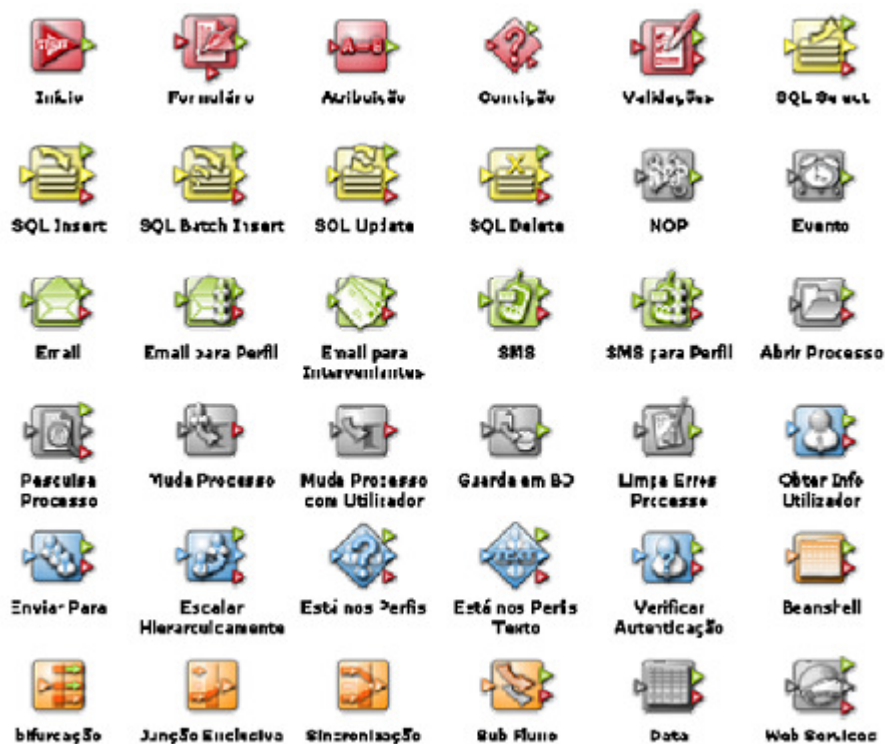 START
A=B
Início
Formulário
Atribuição
Condição
Validações
SQL Select
SQL Insert
SQL Batch Insert
SQL Update
SQL Delete
NOP
Evento
Email
Email para Perfil
Email para
Intervenientes
SMS
SMS para Perfil
Abrir Processo
Pesquisa
Processo
Muda Processo
Muda Processo
com Utilizador
Guarda em BD
Limpa Erros
Processo
Obter Info
Utilizador
TEXT
Enviar Para
Escalar
Hierarquicamente
Está nos Perfis
Está nos Perfis
Texto
Verificar
Autenticação
Beanshell
bifurcação
Junção Exclusiva
Sincronização
Sub Fluxo
Data
Web Services